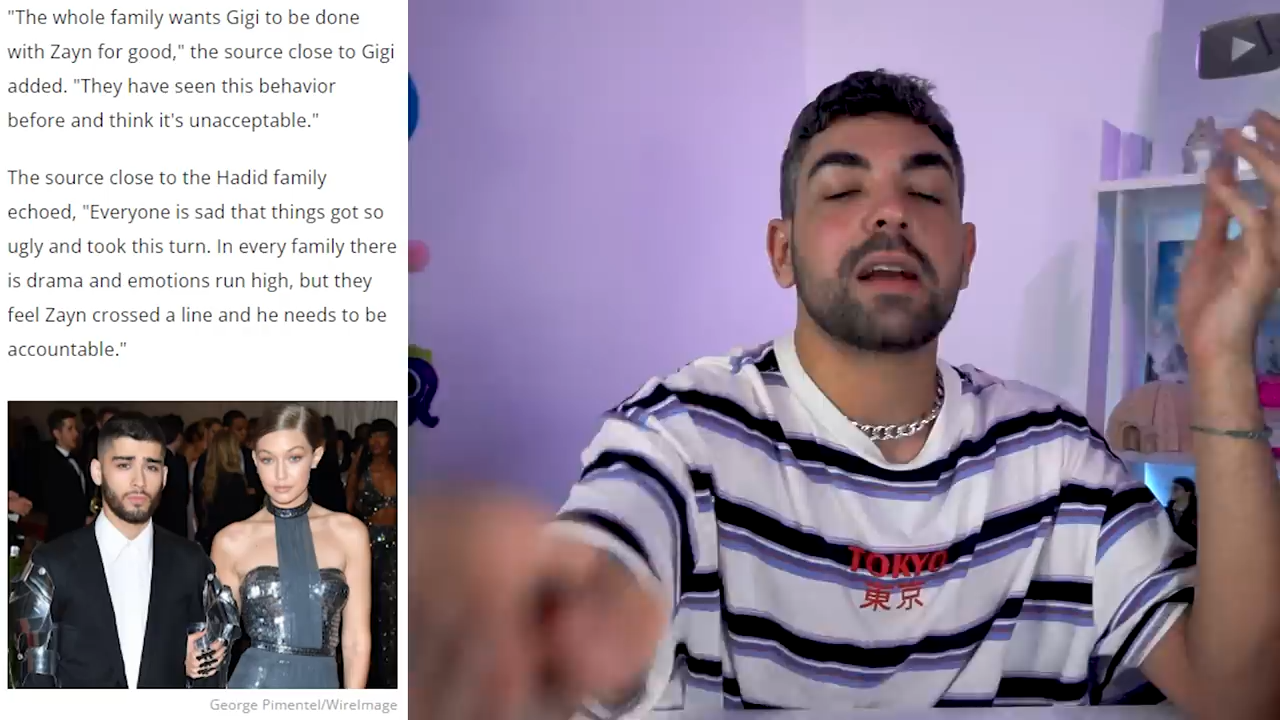 "The whole family wants Gigi to be done
with Zayn for good," the source close to Gigi
added. "They have seen this behavior
before and think it's unacceptable."
The source close to the Hadid family
echoed, "Everyone is sad that things got so
ugly and took this turn. In every family there
is drama and emotions run high, but they
feel Zayn crossed a line and he needs to be
accountable."
George Pimentel/WireImage
TOKYO
東京